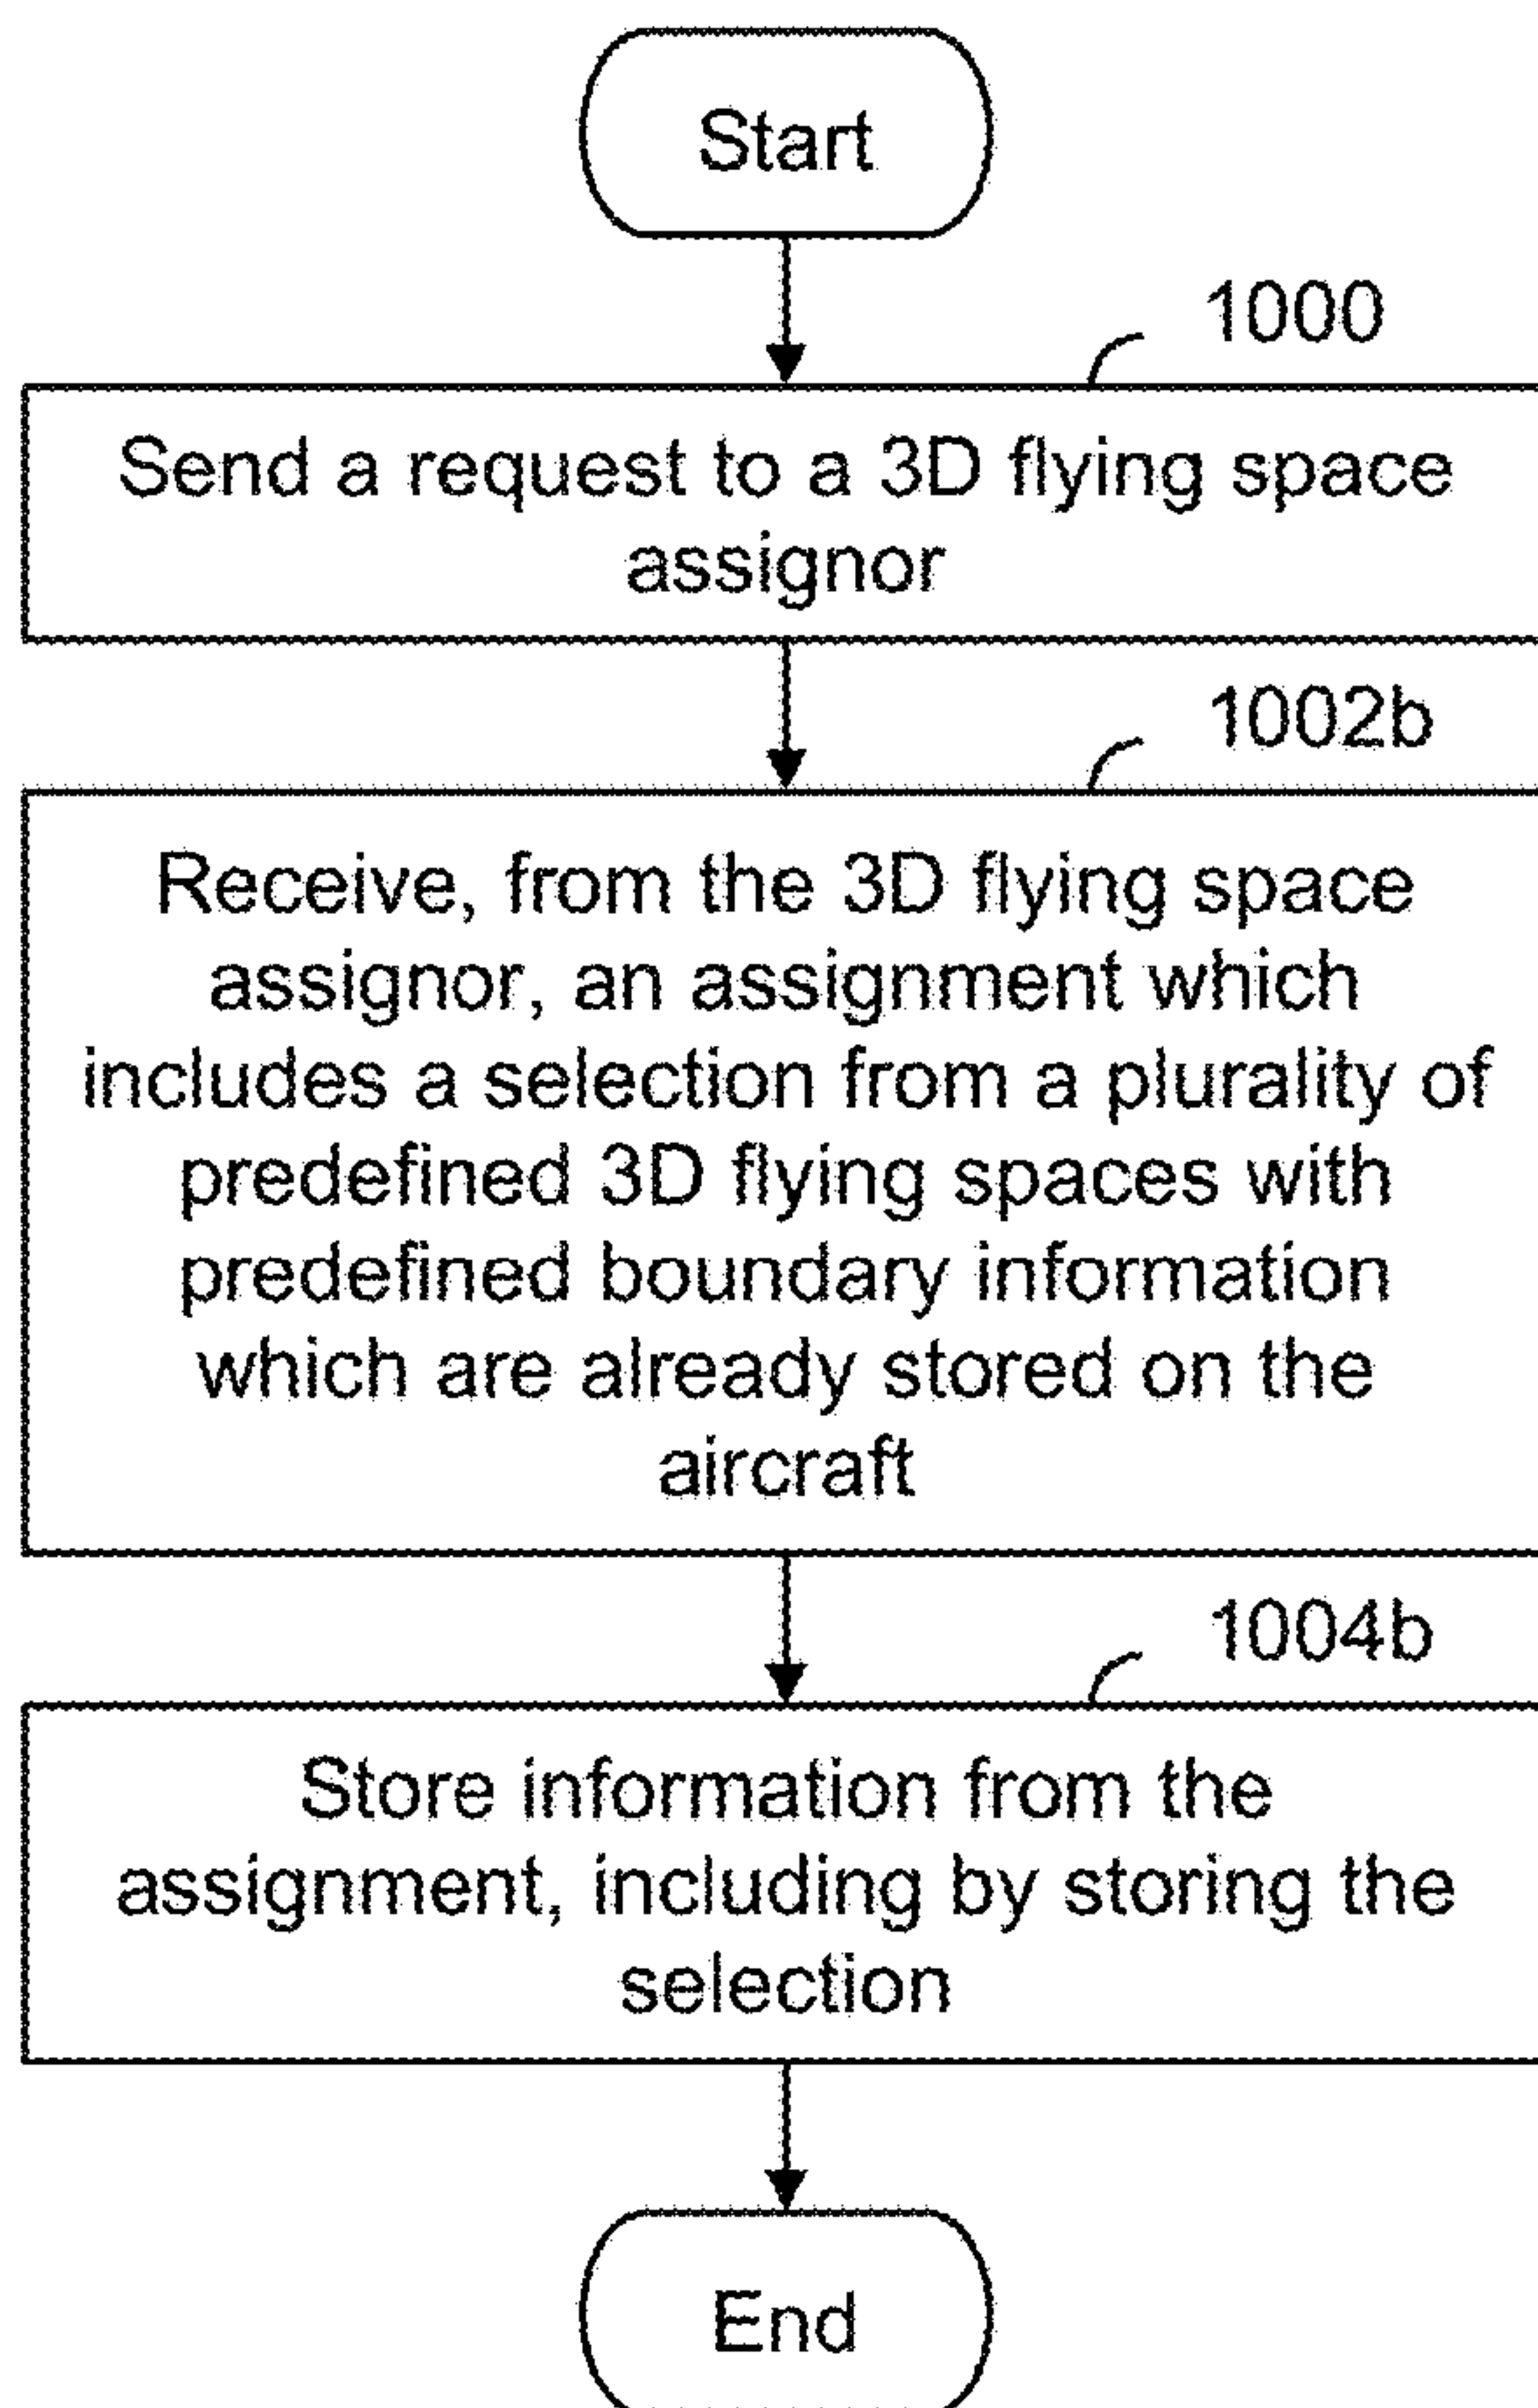 Start
1000
Send a request to a 3D flying space
assignor
1002b
Receive, from the 3D flying space
assignor, an assignment which
includes a selection from a plurality of
predefined 3D flying spaces with
predefined boundary information
which are already stored on the
aircraft
1004b
Store information from the
assignment, including by storing the
selection
End